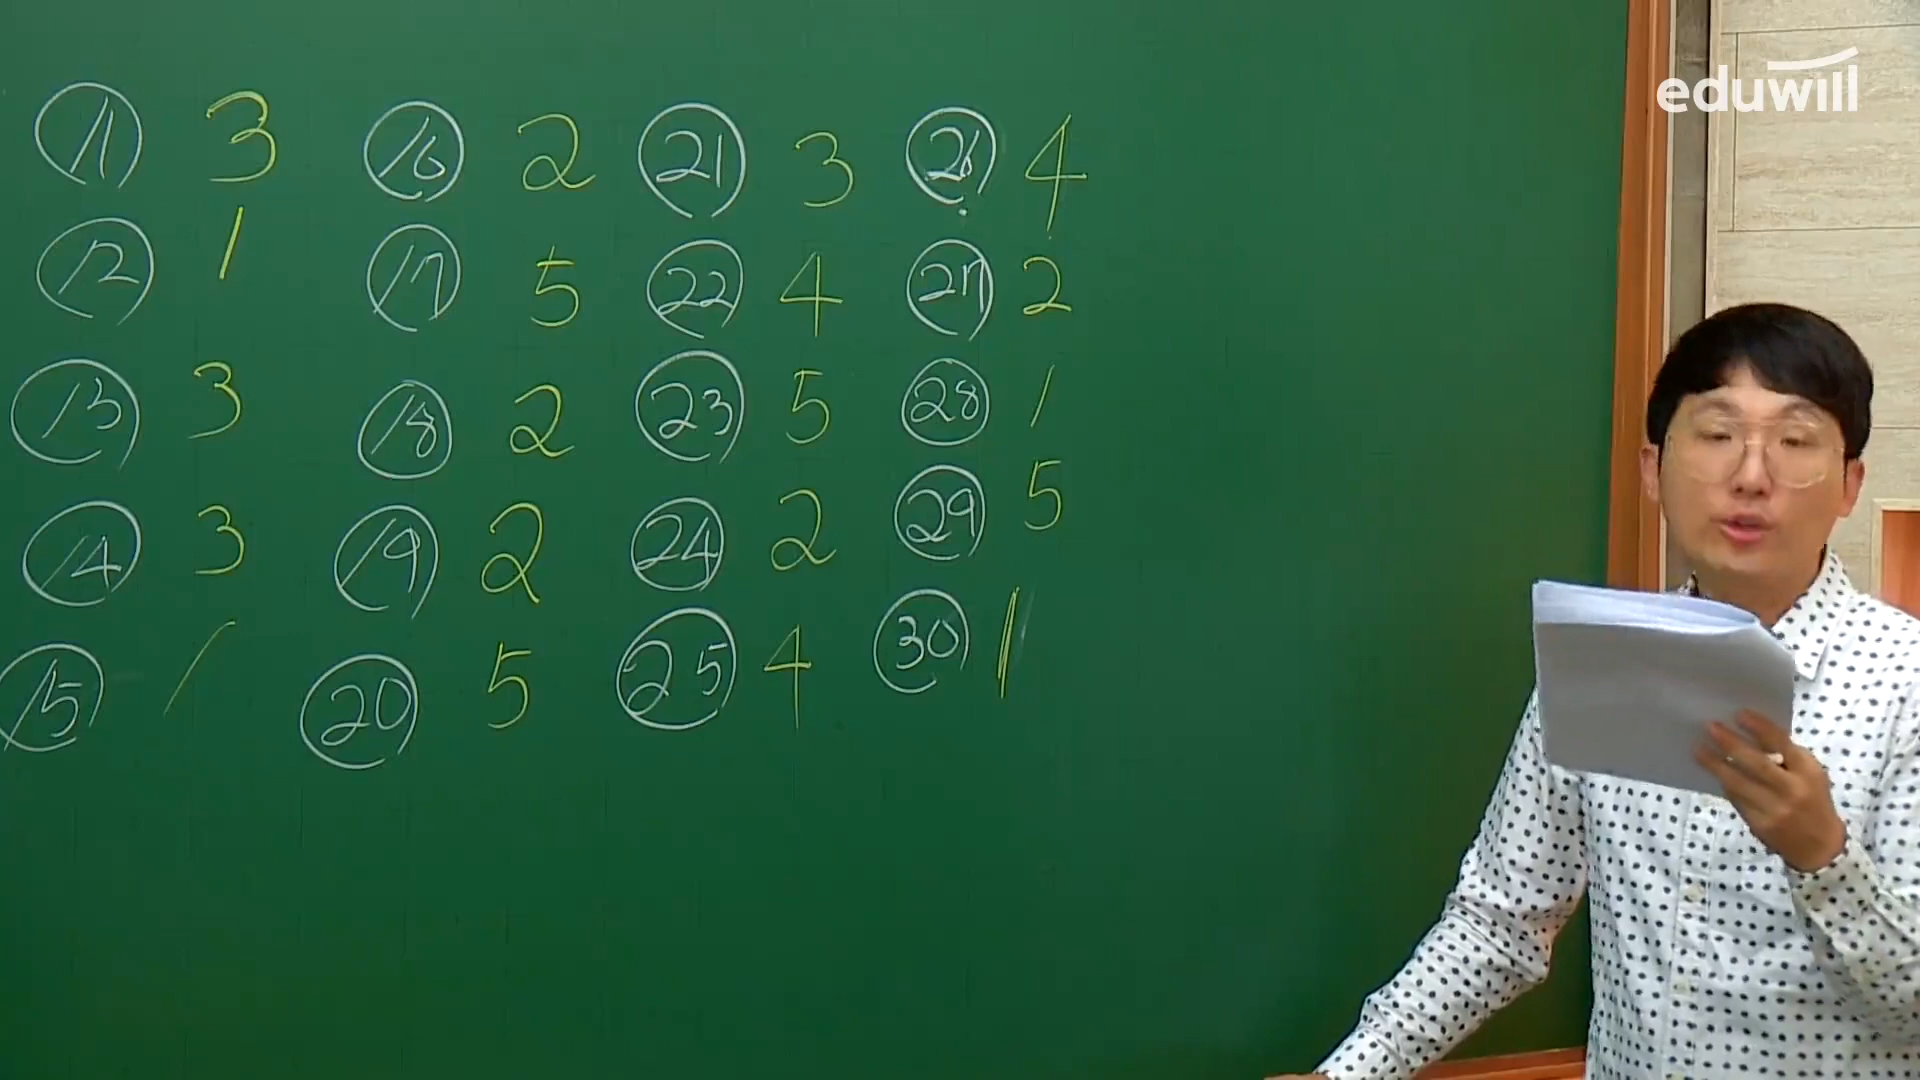 eduwill
11 3 16 2 21 3 26 4
12 1 17 5 22 4 27 2
13 3 18 2 23 5 28 1
14 3 19 2 24 2 29 5
15 1 20 5 25 4 30 1